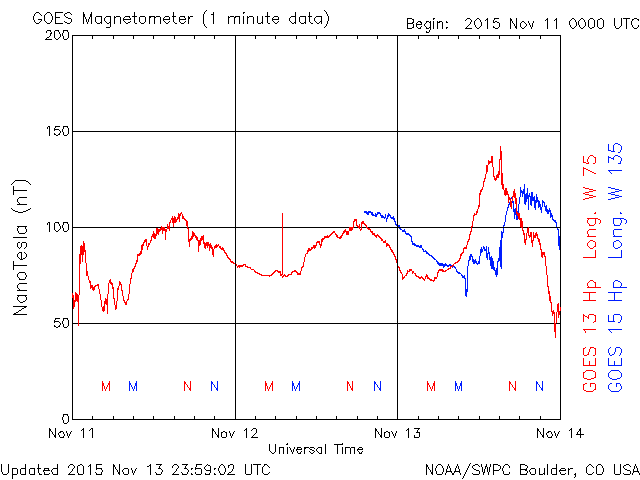 GOES Magnetometer (1 minute data)
Begin: 2015 Nov 11 0000 UTC
200
150
100
50
0
NanoTesla (nT)
M M N N M M N N M M N N
Nov 11 Nov 12 Nov 13 Nov 14
Universal Time
GOES 13 Hp Long. W 75
GOES 15 Hp Long. W 135
Updated 2015 Nov 13 23:59:02 UTC
NOAA/SWPC Boulder, CO USA